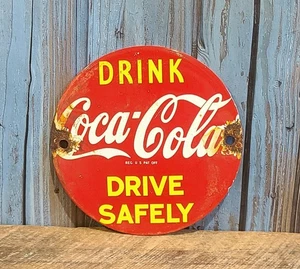 DRINK
Coca-Cola
REG. U.S. PAT. OFF.
DRIVE
SAFELY